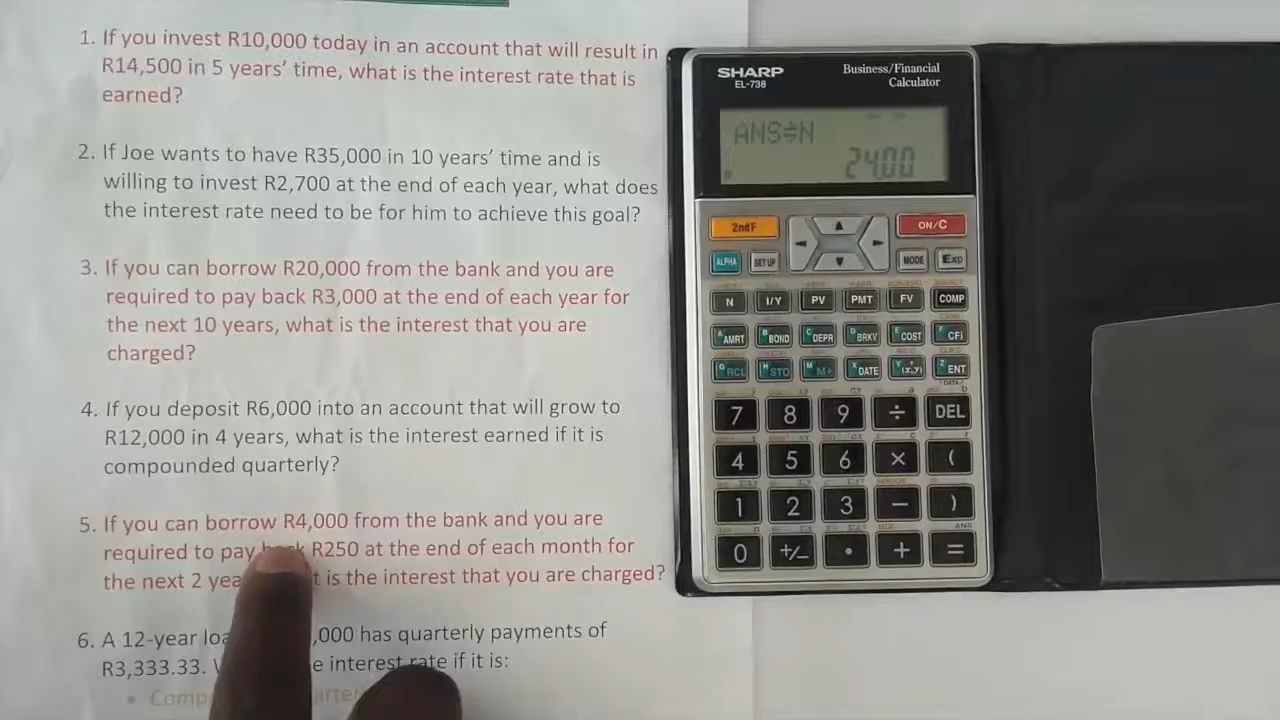 1. If you invest R10,000 today in an account that will result in
R14,500 in 5 years' time, what is the interest rate that is
earned?
2. If Joe wants to have R35,000 in 10 years' time and is
willing to invest R2,700 at the end of each year, what does
the interest rate need to be for him to achieve this goal?
3. If you can borrow R20,000 from the bank and you are
required to pay back R3,000 at the end of each year for
the next 10 years, what is the interest that you are
charged?
4. If you deposit R6,000 into an account that will grow to
R12,000 in 4 years, what is the interest earned if it is
compounded quarterly?
5. If you can borrow R4,000 from the bank and you are
required to pay back R250 at the end of each month for
the next 2 is the interest that you are charged?
6. A 12-year ,000 has quarterly payments of
R3,333.33. interest rate if it is:
SHARP
EL-738
Business/Financial
Calculator
ANS⇒N
24.00
2ndF
ON/C
ALPHA SET UP MODE Exp
N I/Y PV PMT FV COMP
A AMRT B BOND C DEPR D BRKV E COST F CFi
G RCL H STO M M+ X DATE Y (x,y) Z ENT
7 8 9 ÷ DEL
4 5 6 × (
1 2 3 − )
ANS
0 +/− • + =